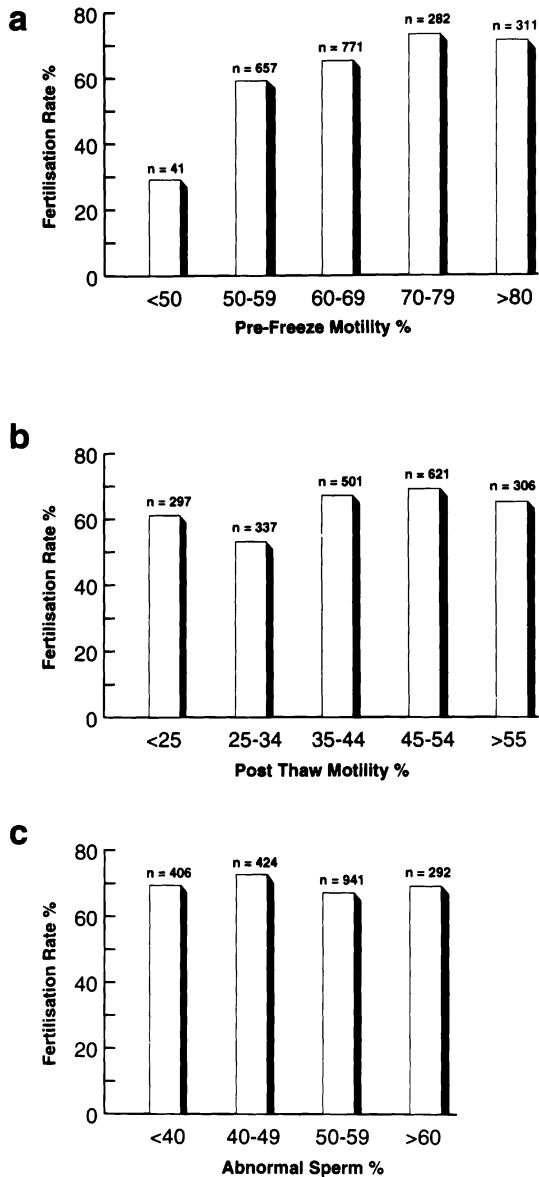 a
Fertilisation Rate %
80
60
40
20
0
n = 41
n = 657
n = 771
n = 282
n = 311
<50 50-59 60-69 70-79 >80
Pre-Freeze Motility %
b
Fertilisation Rate %
80
60
40
20
0
n = 297
n = 337
n = 501
n = 621
n = 306
<25 25-34 35-44 45-54 >55
Post Thaw Motility %
c
Fertilisation Rate %
80
60
40
20
0
n = 406
n = 424
n = 941
n = 292
<40 40-49 50-59 >60
Abnormal Sperm %